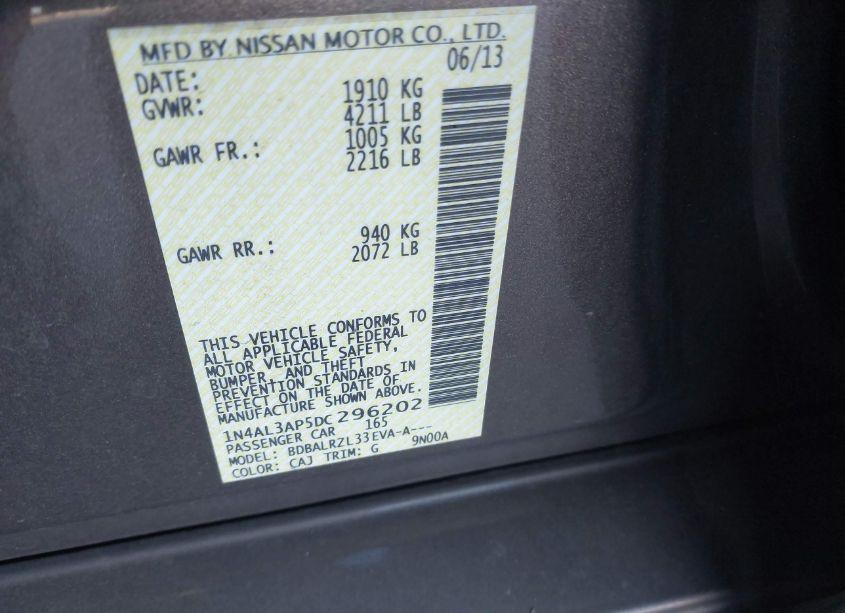 MFD BY NISSAN MOTOR CO., LTD.
DATE: 06/13
GVWR: 1910 KG
4211 LB
GAWR FR.: 1005 KG
2216 LB
GAWR RR.: 940 KG
2072 LB
THIS VEHICLE CONFORMS TO
ALL APPLICABLE FEDERAL
MOTOR VEHICLE SAFETY,
BUMPER, AND THEFT
PREVENTION STANDARDS IN
EFFECT ON THE DATE OF
MANUFACTURE SHOWN ABOVE.
1N4AL3AP5DC296202
PASSENGER CAR 165
MODEL: BDBALRZL33EVA-A---
COLOR: CAJ TRIM: G 9N00A